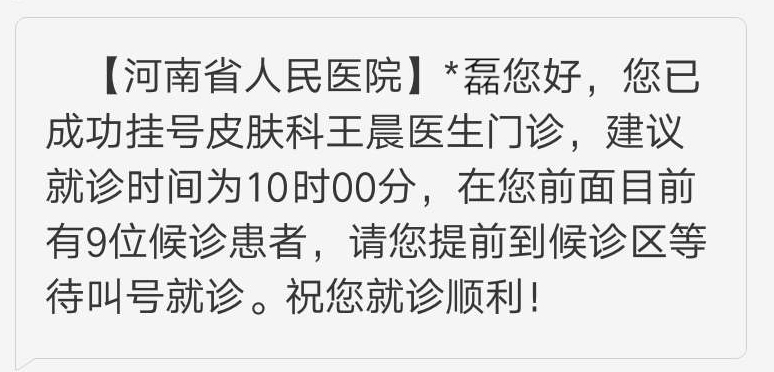 【河南省人民医院】*磊您好，您已
成功挂号皮肤科王晨医生门诊，建议
就诊时间为10时00分，在您前面目前
有9位候诊患者，请您提前到候诊区等
待叫号就诊。祝您就诊顺利！